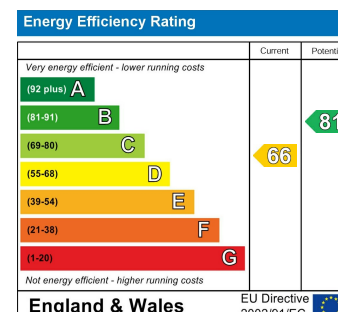 Energy Efficiency Rating
Current
Very energy efficient - lower running costs
(92 plus) A
(81-91) B
81
(69-80) C
66
(55-68) D
(39-54) E
(21-38) F
(1-20) G
Not energy efficient - higher running costs
England & Wales
EU Directive